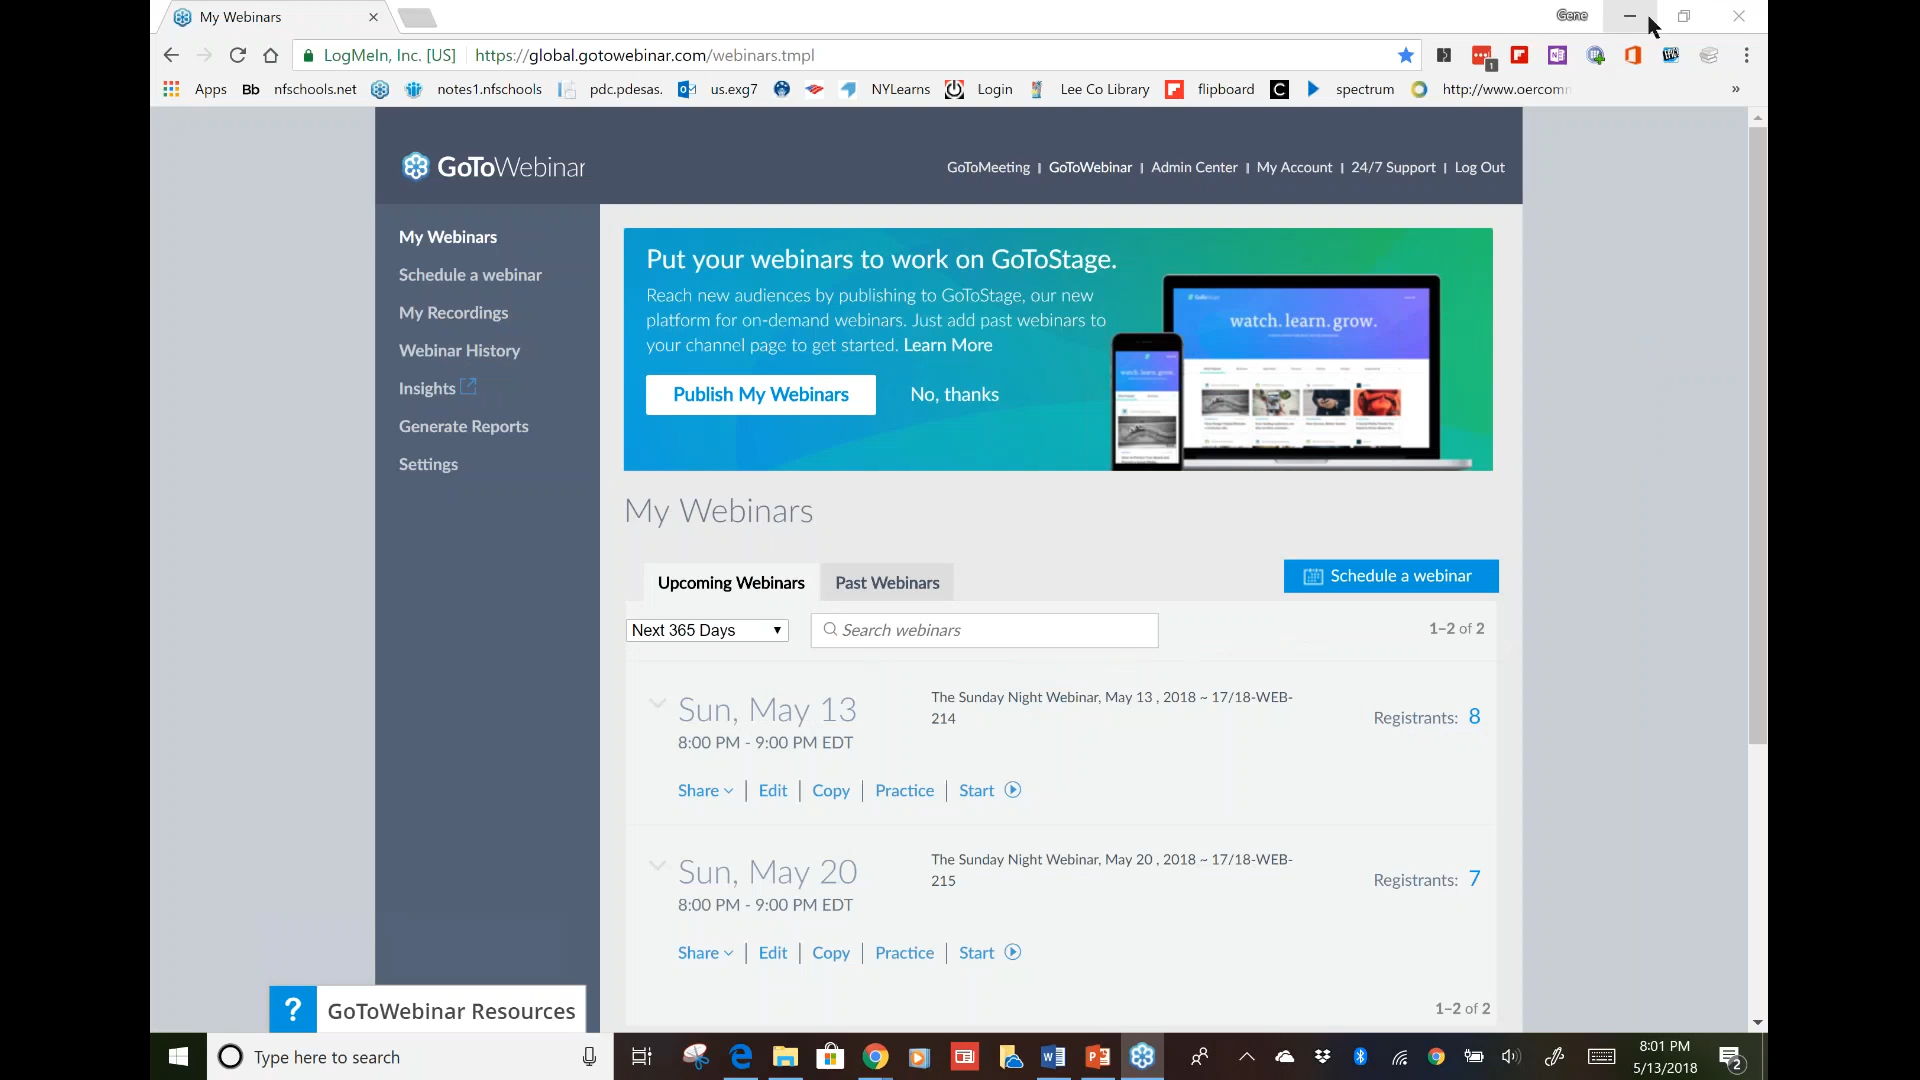 My Webinars
Gene
LogMeIn, Inc. [US] https://global.gotowebinar.com/webinars.tmpl
1
Apps Bb nfschools.net notes1.nfschools pdc.pdesas. us.exg7 NYLearns Login Lee Co Library flipboard C spectrum http://www.oercomm »
GoToWebinar
GoToMeeting | GoToWebinar | Admin Center | My Account | 24/7 Support | Log Out
My Webinars
Schedule a webinar
My Recordings
Webinar History
Insights
Generate Reports
Settings
Put your webinars to work on GoToStage.
Reach new audiences by publishing to GoToStage, our new
platform for on-demand webinars. Just add past webinars to
your channel page to get started. Learn More
Publish My Webinars No, thanks
watch. learn. grow.
My Webinars
Upcoming Webinars Past Webinars
Schedule a webinar
Next 365 Days
Search webinars
1–2 of 2
Sun, May 13
8:00 PM - 9:00 PM EDT
The Sunday Night Webinar, May 13 , 2018 ~ 17/18-WEB-
214
Registrants: 8
Share | Edit | Copy | Practice | Start
Sun, May 20
8:00 PM - 9:00 PM EDT
The Sunday Night Webinar, May 20 , 2018 ~ 17/18-WEB-
215
Registrants: 7
Share | Edit | Copy | Practice | Start
1–2 of 2
? GoToWebinar Resources
Type here to search
8:01 PM
5/13/2018
2